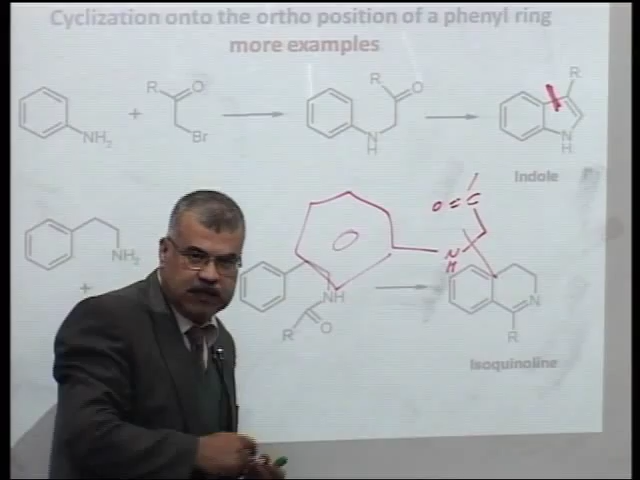 Cyclization onto the ortho position of a phenyl ring
more examples
R O R O R
NH2 + Br N H N H
Indole
O = C
N H
NH2 NH N
+ R O R
Isoquinoline